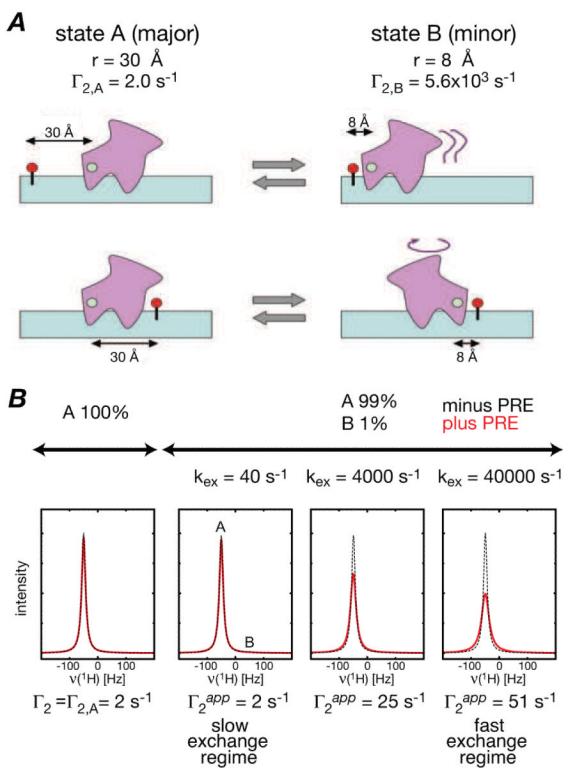 A
state A (major)
r = 30 Å
Γ2,A = 2.0 s-1
state B (minor)
r = 8 Å
Γ2,B = 5.6x10³ s-1
30 Å
8 Å
30 Å
8 Å
B
A 100%
A 99%
B 1%
minus PRE
plus PRE
kex = 40 s-1
kex = 4000 s-1
kex = 40000 s-1
intensity
A
B
-100 0 100
-100 0 100
-100 0 100
-100 0 100
ν(¹H) [Hz]
ν(¹H) [Hz]
ν(¹H) [Hz]
ν(¹H) [Hz]
Γ2 =Γ2,A= 2 s-1
Γ2app = 2 s-1
Γ2app = 25 s-1
Γ2app = 51 s-1
slow
exchange
regime
fast
exchange
regime